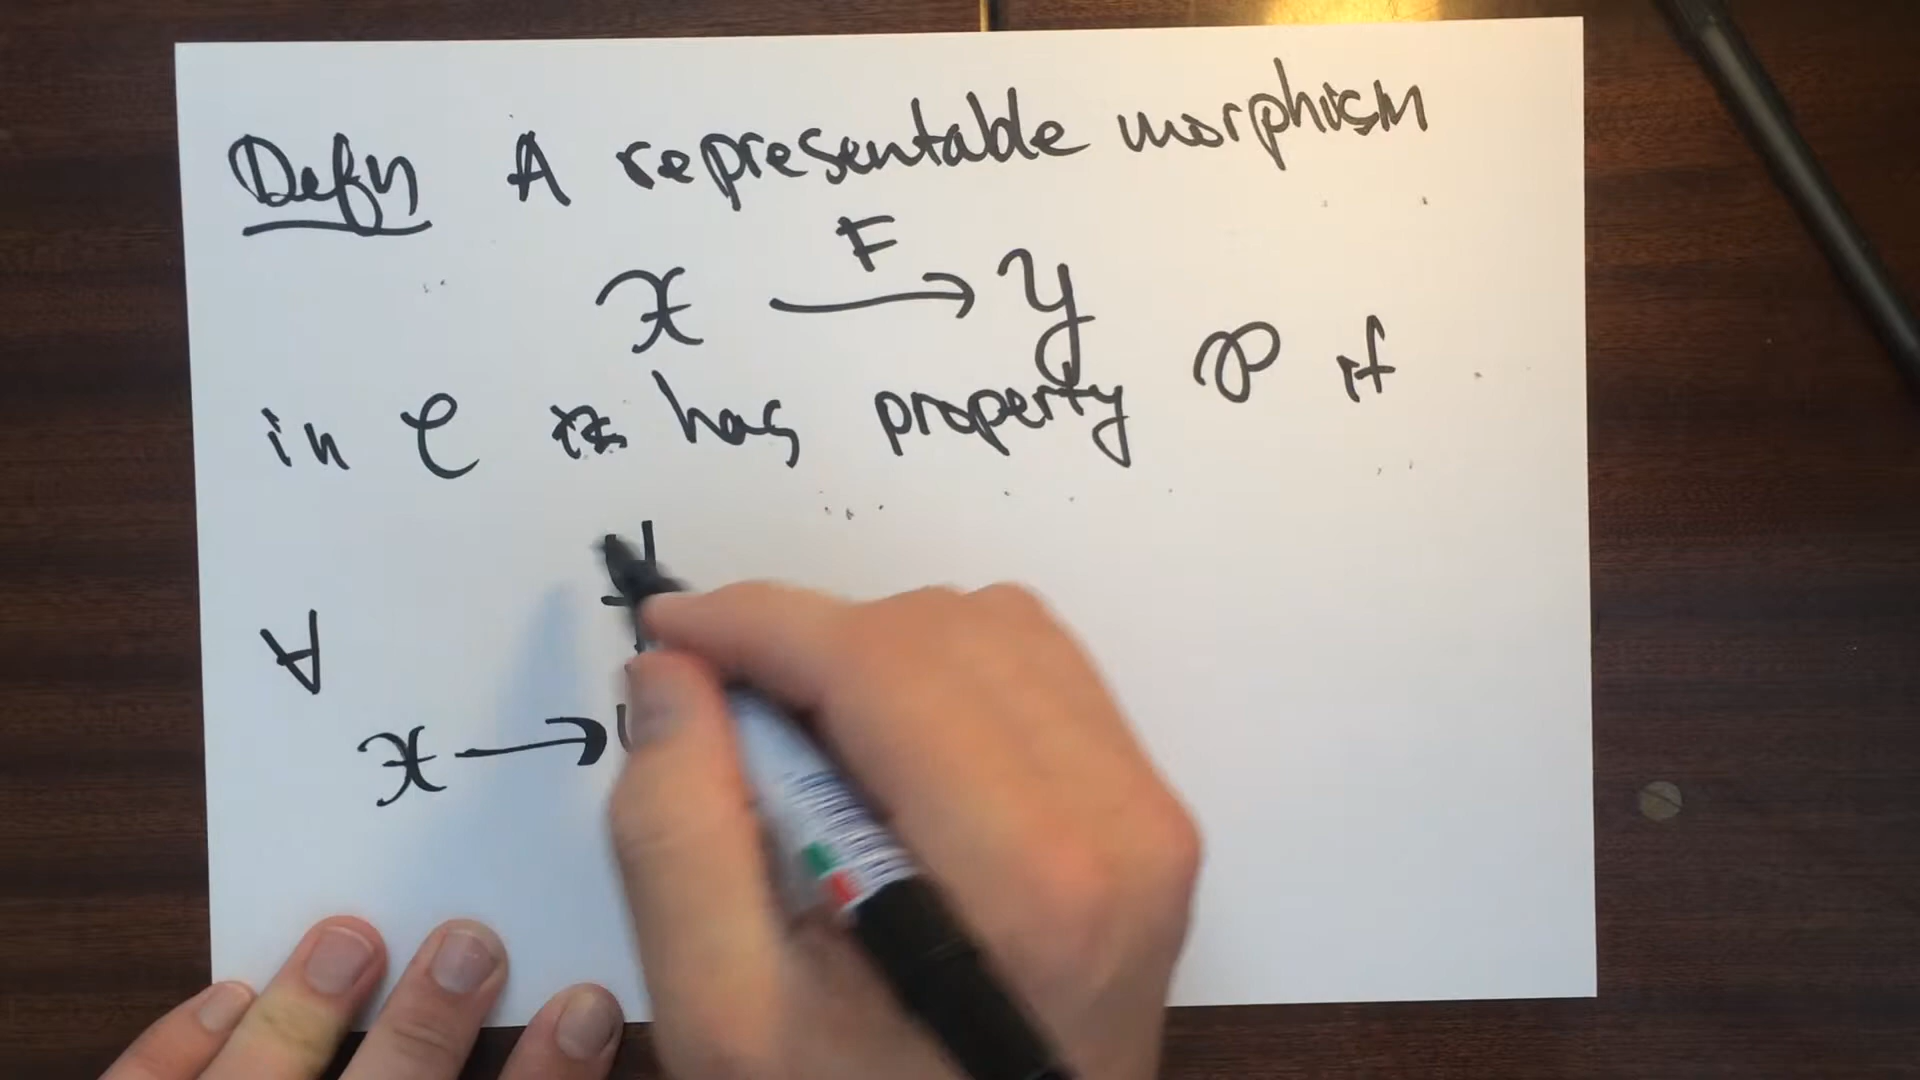 Defn A representable morphism
𝒳 F→ 𝒴
in 𝒞 has property 𝒫 if
∀
𝒳 →